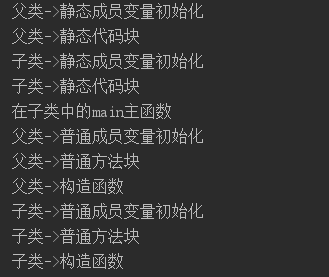 父类->静态成员变量初始化
父类->静态代码块
子类->静态成员变量初始化
子类->静态代码块
在子类中的main主函数
父类->普通成员变量初始化
父类->普通方法块
父类->构造函数
子类->普通成员变量初始化
子类->普通方法块
子类->构造函数